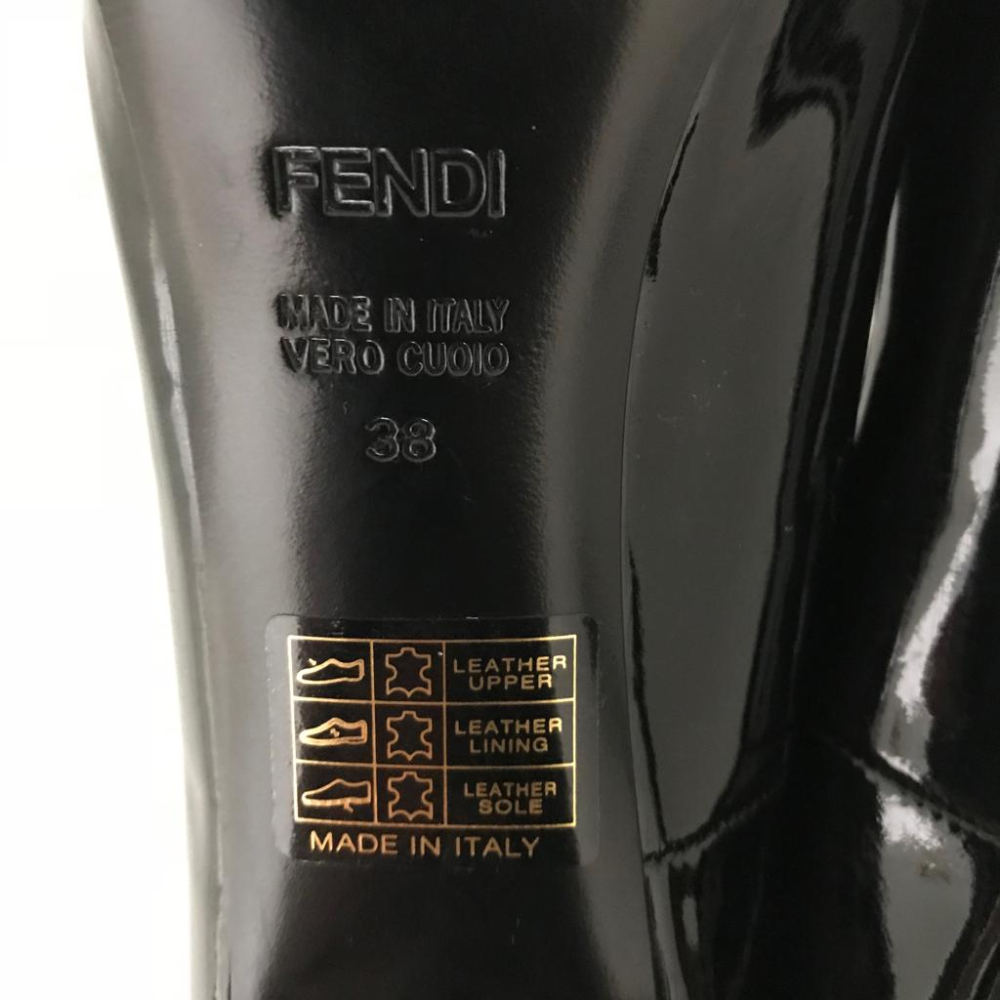 FENDI
MADE IN ITALY
VERO CUOIO
38
LEATHER
UPPER
LEATHER
LINING
LEATHER
SOLE
MADE IN ITALY